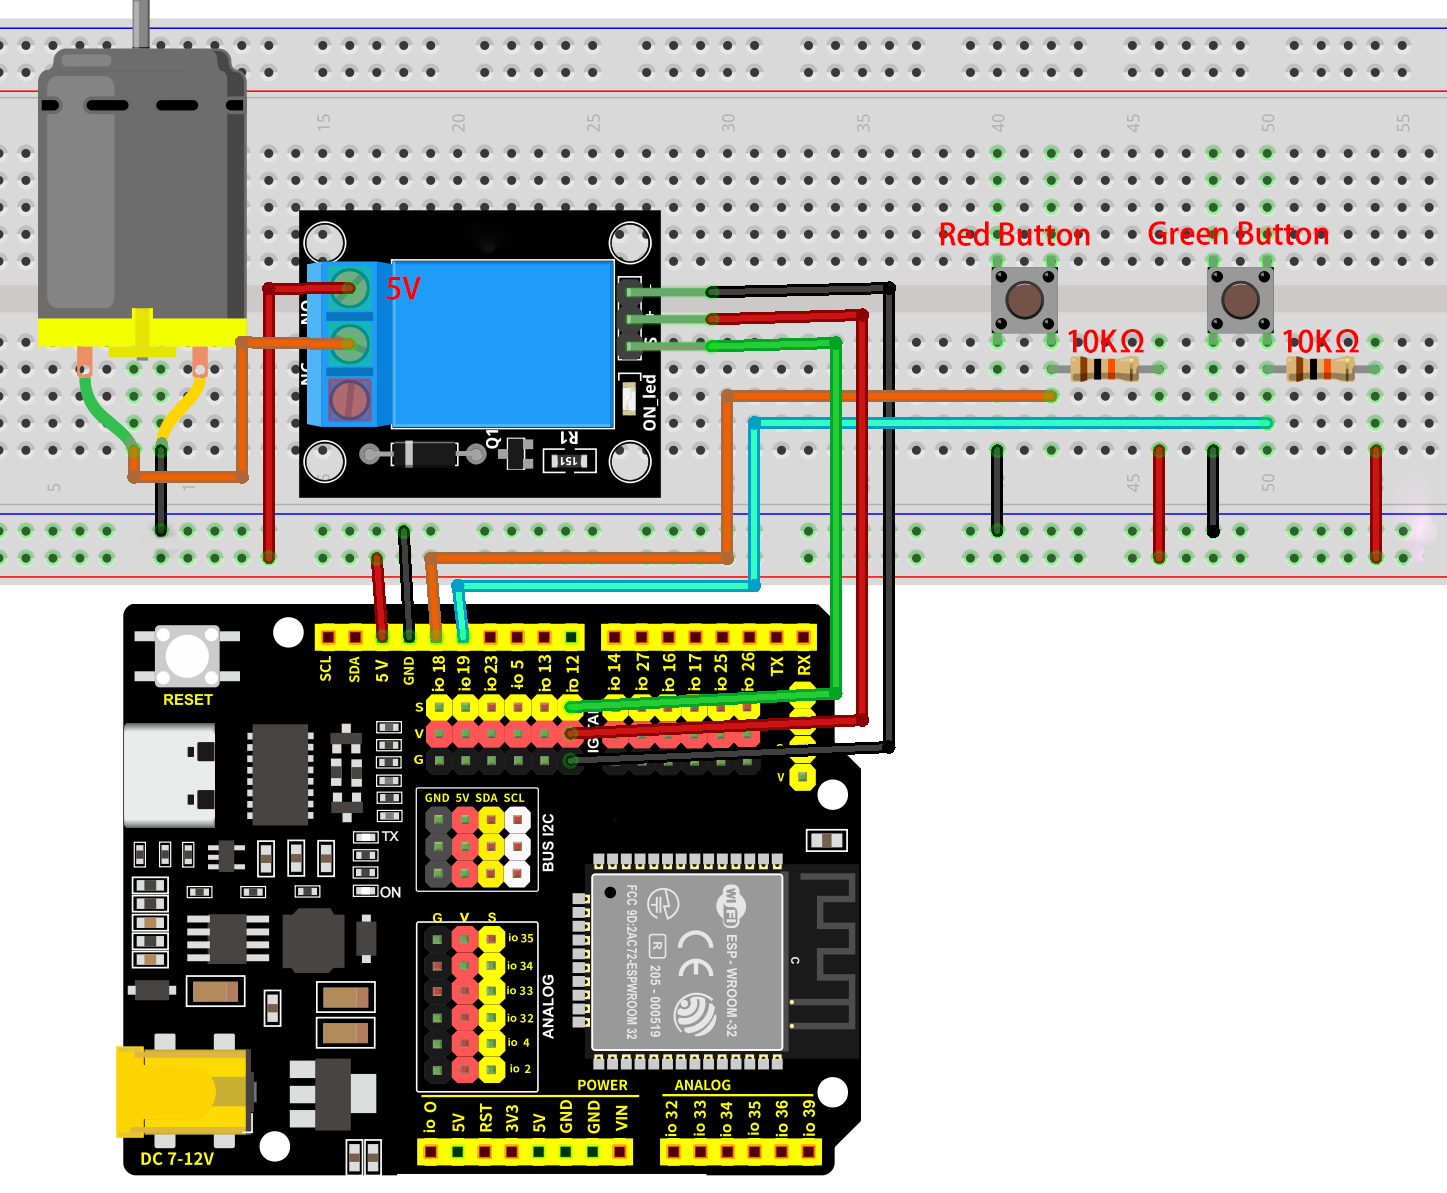 15
20
25
30
35
40
45
50
55
Red Button
Green Button
5V
NO
NC
+
S
10KΩ
10KΩ
ON_led
Q1
R1
151
5
1
45
50
SCL
SDA
5V
GND
io 18
io 19
io 23
io 5
io 13
io 12
io 14
io 27
io 16
io 17
io 25
io 26
TX
RX
RESET
S
V
G
V
GND 5V SDA SCL
BUS I2C
TX
ON
G V S
io 35
io 34
io 33
io 32
io 4
io 2
ANALOG
WiFi
ESP - WROOM -32
CE
R
205 - 000519
FCC 9D:2AC72-ESPWROOM 32
C
DC 7-12V
POWER
ANALOG
io O
5V
RST
3V3
5V
GND
GND
VIN
io 32
io 33
io 34
io 35
io 36
io 39